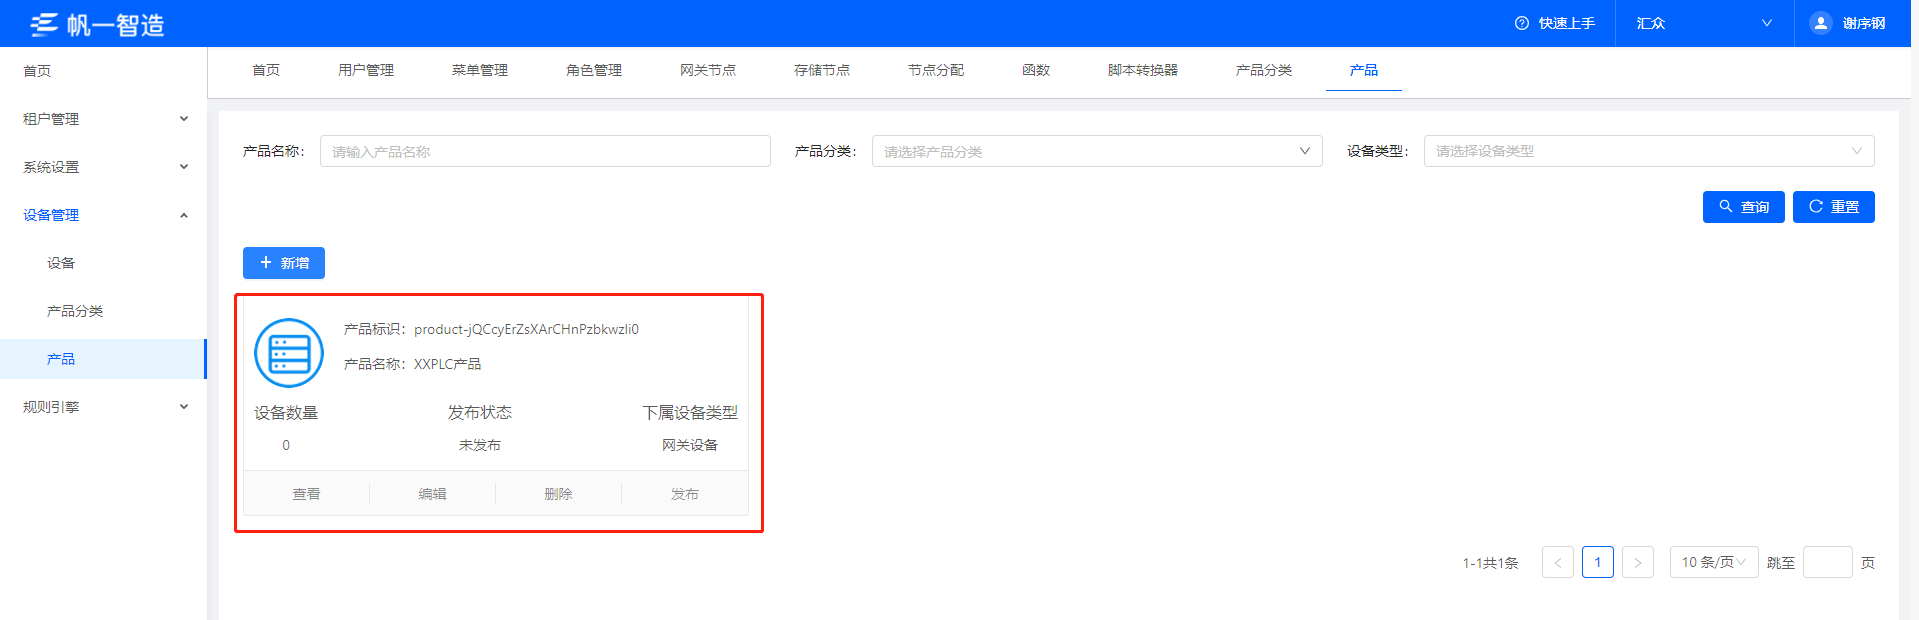 帆一智造
快速上手
汇众
谢序钢
首页
租户管理
系统设置
设备管理
设备
产品分类
产品
规则引擎
首页 用户管理 菜单管理 角色管理 网关节点 存储节点 节点分配 函数 脚本转换器 产品分类 产品
产品名称： 请输入产品名称 产品分类： 请选择产品分类 设备类型： 请选择设备类型
查询 重置
新增
产品标识：product-jQCcyErZsXArCHnPzbkwzli0
产品名称：XXPLC产品
设备数量 发布状态 下属设备类型
0 未发布 网关设备
查看 编辑 删除 发布
1-1共1条 < 1 > 10 条/页 跳至 页